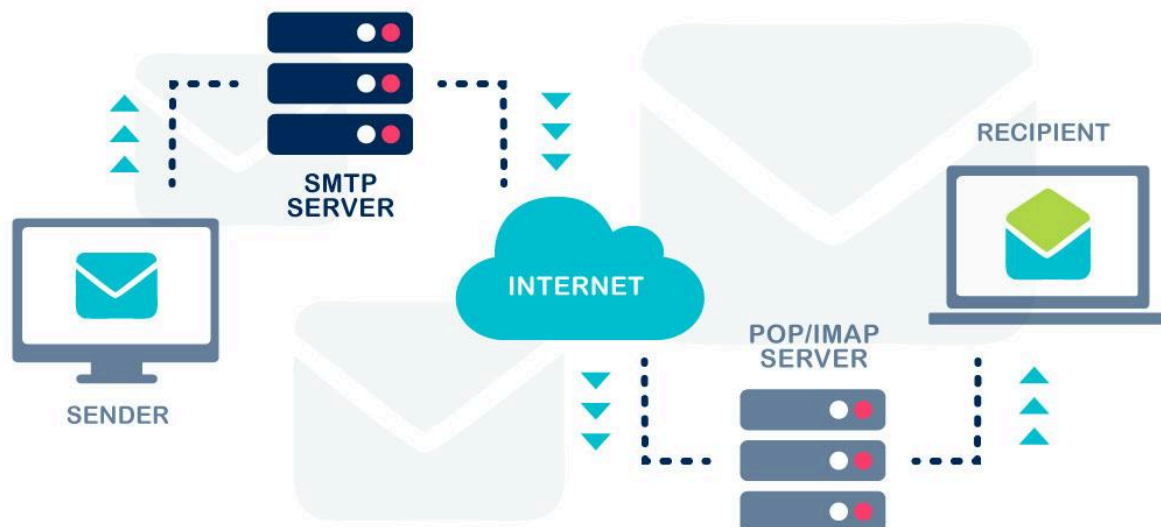 SMTP
SERVER
RECIPIENT
INTERNET
POP/IMAP
SERVER
SENDER